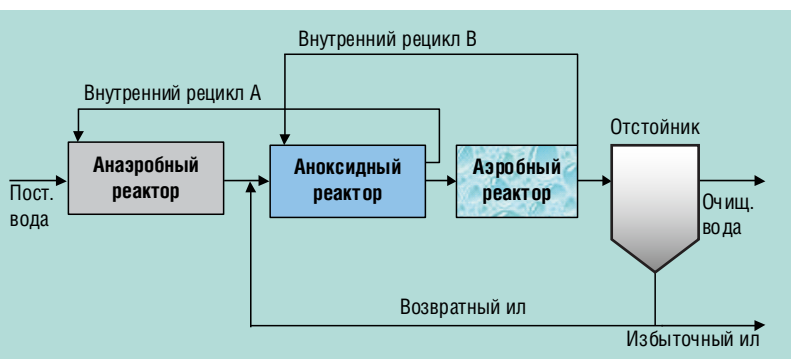 Внутренний рецикл В
Внутренний рецикл А
Отстойник
Анаэробный
реактор
Аноксидный
реактор
Аэробный
реактор
Пост.
вода
Очищ.
вода
Возвратный ил
Избыточный ил